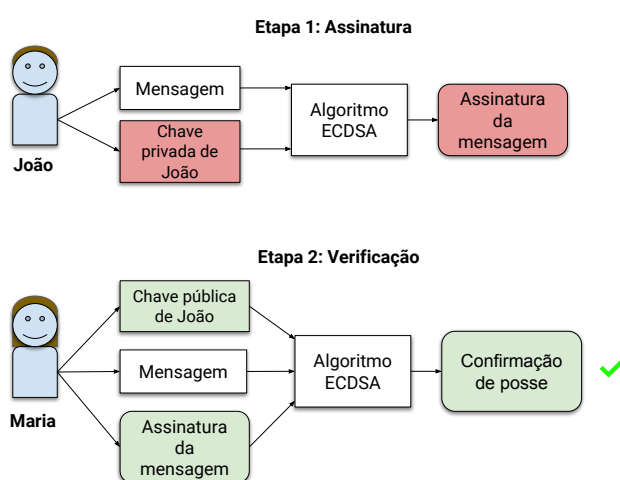 Etapa 1: Assinatura
Mensagem
Chave
privada de
João
Algoritmo
ECDSA
Assinatura
da
mensagem
João
Etapa 2: Verificação
Chave pública
de João
Mensagem
Assinatura
da
mensagem
Algoritmo
ECDSA
Confirmação
de posse
Maria